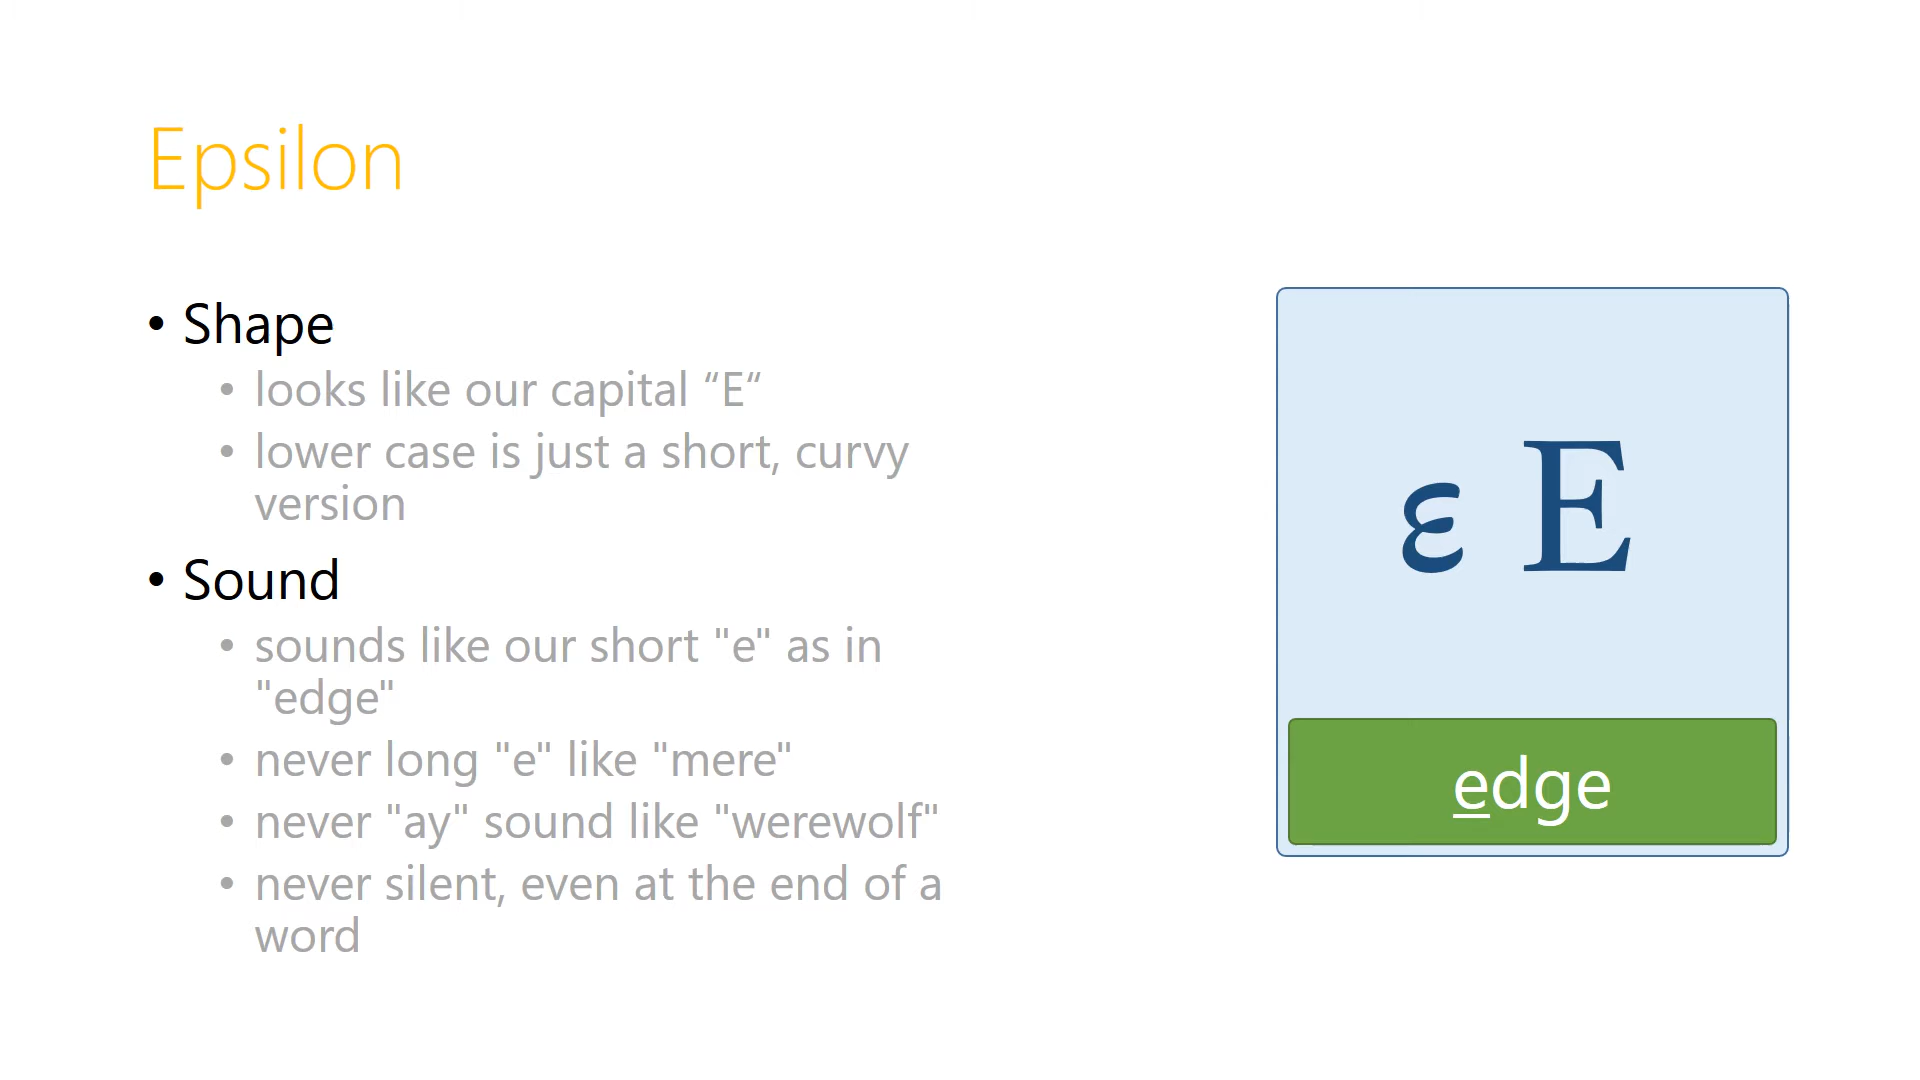 Epsilon
• Shape
• looks like our capital “E“
• lower case is just a short, curvy
version
• Sound
• sounds like our short "e" as in
"edge"
• never long "e" like "mere"
• never "ay" sound like "werewolf"
• never silent, even at the end of a
word
ε Ε
edge